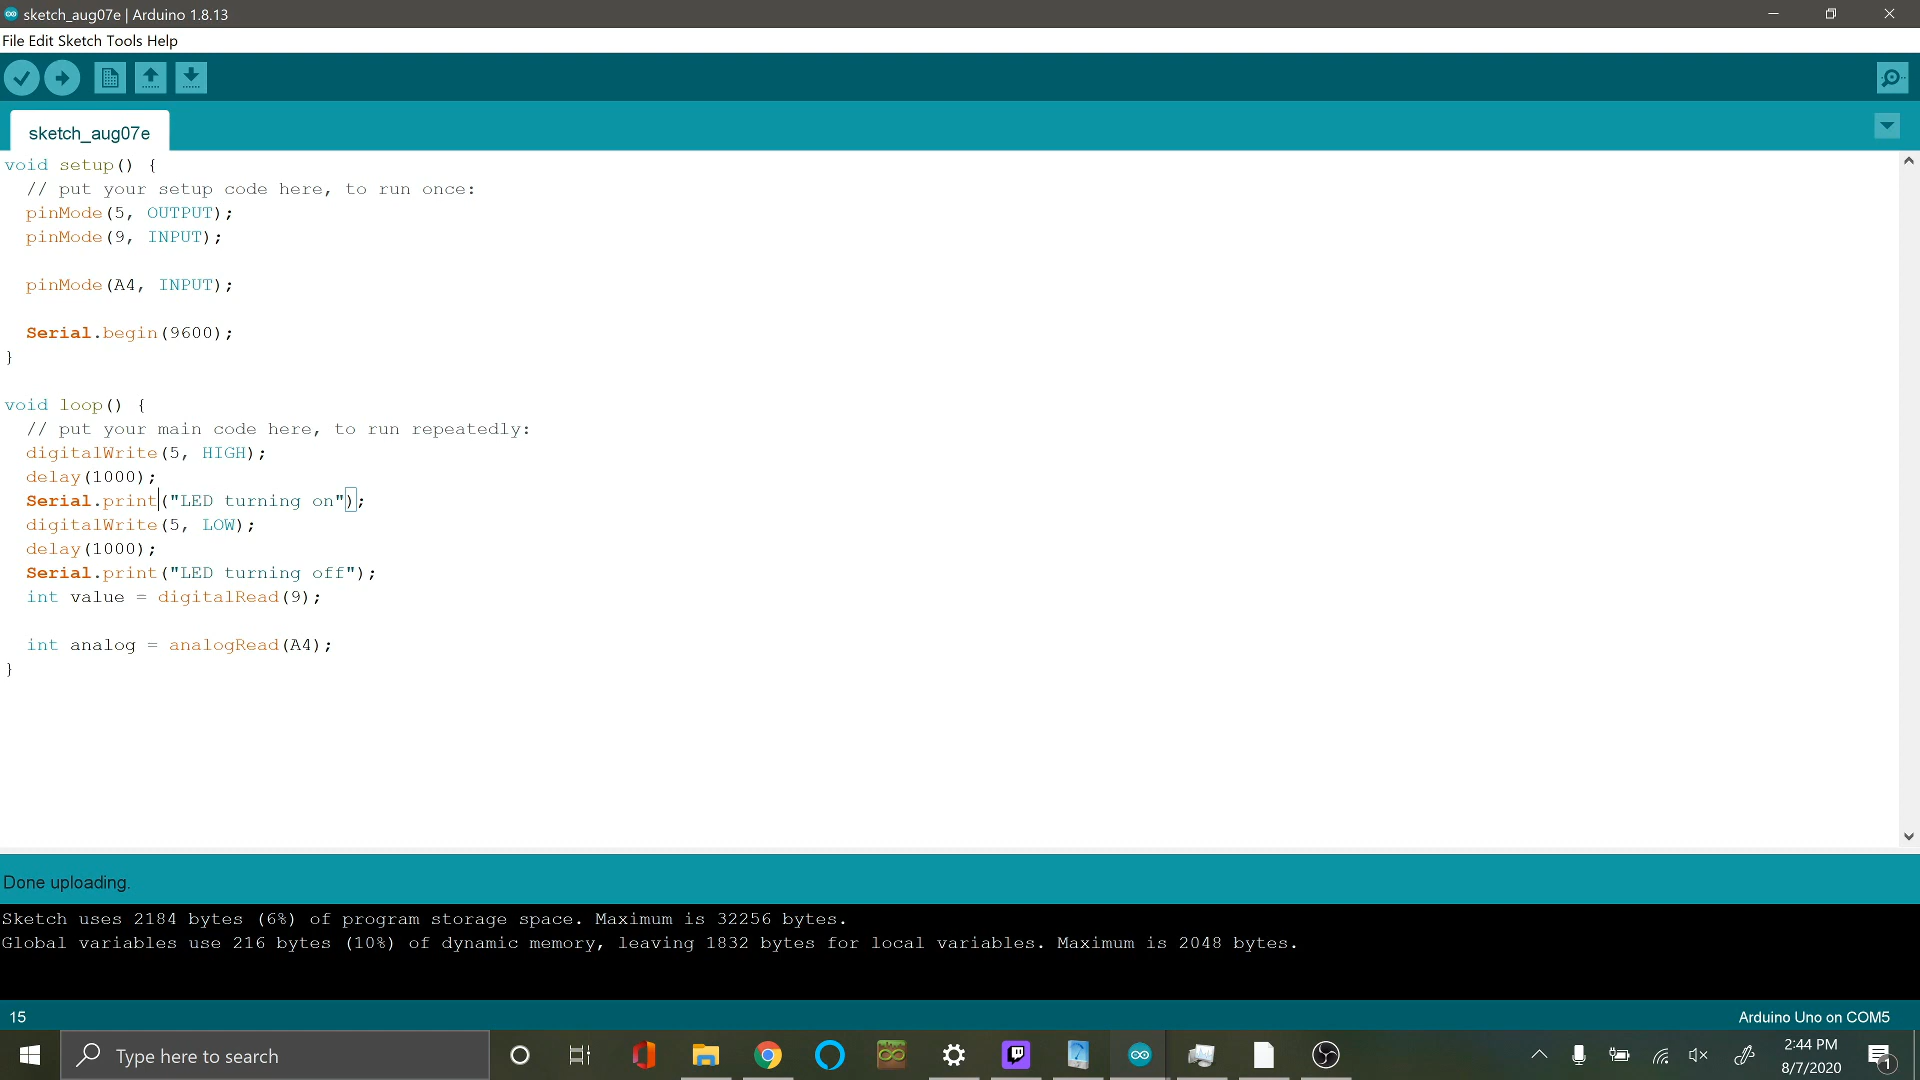 sketch_aug07e | Arduino 1.8.13
File Edit Sketch Tools Help
sketch_aug07e
void setup() {
  // put your setup code here, to run once:
  pinMode(5, OUTPUT);
  pinMode(9, INPUT);
  pinMode(A4, INPUT);
  Serial.begin(9600);
}
void loop() {
  // put your main code here, to run repeatedly:
  digitalWrite(5, HIGH);
  delay(1000);
  Serial.print("LED turning on");
  digitalWrite(5, LOW);
  delay(1000);
  Serial.print("LED turning off");
  int value = digitalRead(9);
  int analog = analogRead(A4);
}
Done uploading.
Sketch uses 2184 bytes (6%) of program storage space. Maximum is 32256 bytes.
Global variables use 216 bytes (10%) of dynamic memory, leaving 1832 bytes for local variables. Maximum is 2048 bytes.
15
Arduino Uno on COM5
Type here to search
2:44 PM
8/7/2020
1